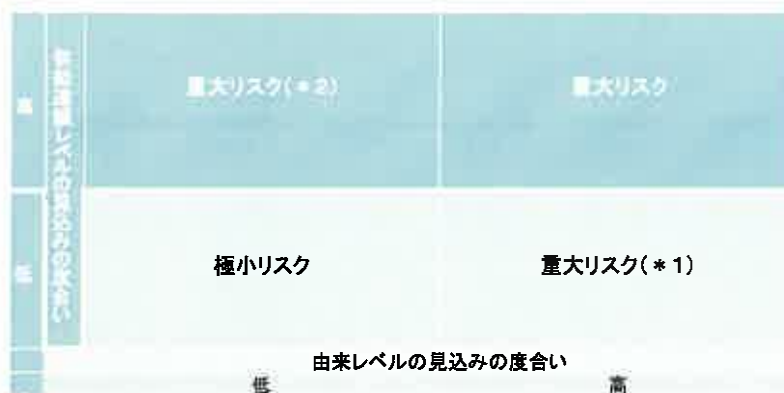 重大リスク(*2)
重大リスク
高
低
極小リスク
重大リスク(*1)
由来レベルの見込みの度合い
低
高